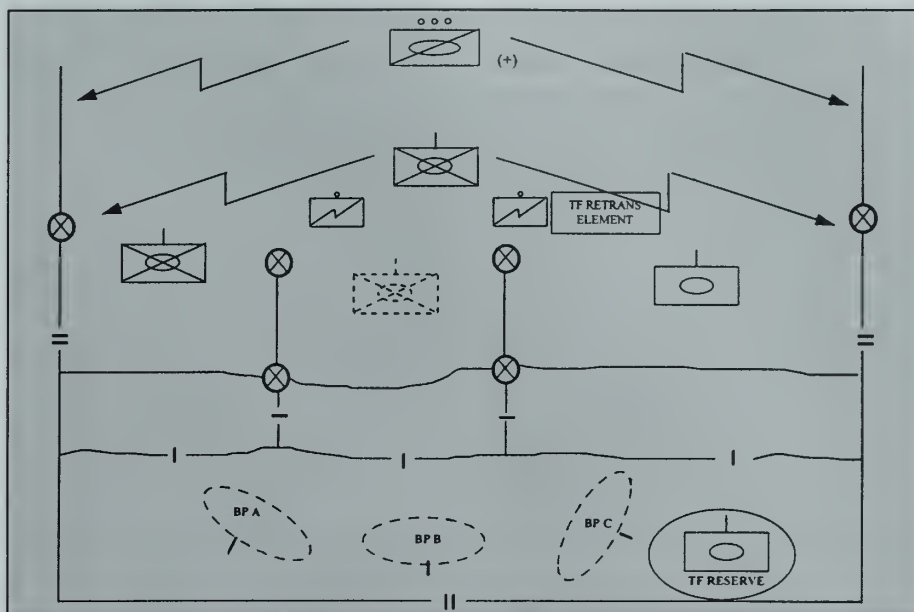 (+)
TF RETRANS
ELEMENT
BP A
BP B
BP C
TF RESERVE